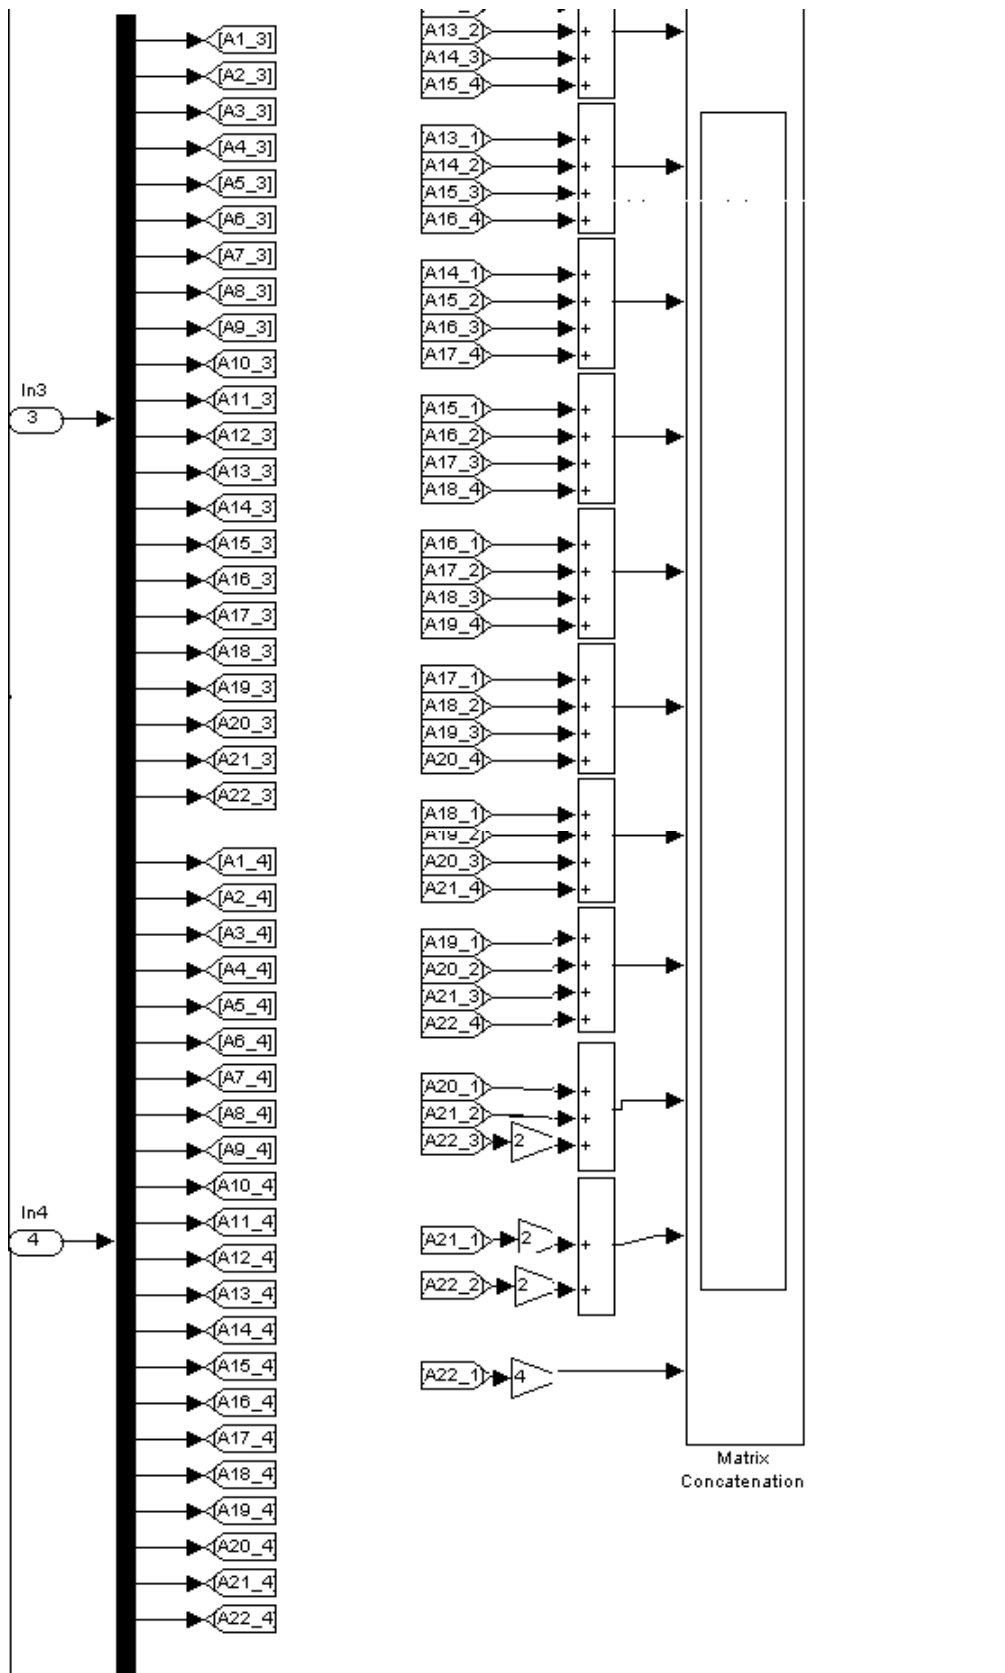 [A1_3]
[A2_3]
[A3_3]
[A4_3]
[A5_3]
[A6_3]
[A7_3]
[A8_3]
[A9_3]
[A10_3]
In3
3
[A11_3]
[A12_3]
[A13_3]
[A14_3]
[A15_3]
[A16_3]
[A17_3]
[A18_3]
[A19_3]
[A20_3]
[A21_3]
[A22_3]
[A1_4]
[A2_4]
[A3_4]
[A4_4]
[A5_4]
[A6_4]
[A7_4]
[A8_4]
[A9_4]
[A10_4]
In4
4
[A11_4]
[A12_4]
[A13_4]
[A14_4]
[A15_4]
[A16_4]
[A17_4]
[A18_4]
[A19_4]
[A20_4]
[A21_4]
[A22_4]
[A13_2] +
[A14_3] +
[A15_4] +
[A13_1] +
[A14_2] +
[A15_3] +
[A16_4] +
[A14_1] +
[A15_2] +
[A16_3] +
[A17_4] +
[A15_1] +
[A16_2] +
[A17_3] +
[A18_4] +
[A16_1] +
[A17_2] +
[A18_3] +
[A19_4] +
[A17_1] +
[A18_2] +
[A19_3] +
[A20_4] +
[A18_1] +
[A19_2] +
[A20_3] +
[A21_4] +
[A19_1] +
[A20_2] +
[A21_3] +
[A22_4] +
[A20_1] +
[A21_2] +
[A22_3] 2 +
[A21_1] 2 +
[A22_2] 2 +
[A22_1] 4
Matrix
Concatenation